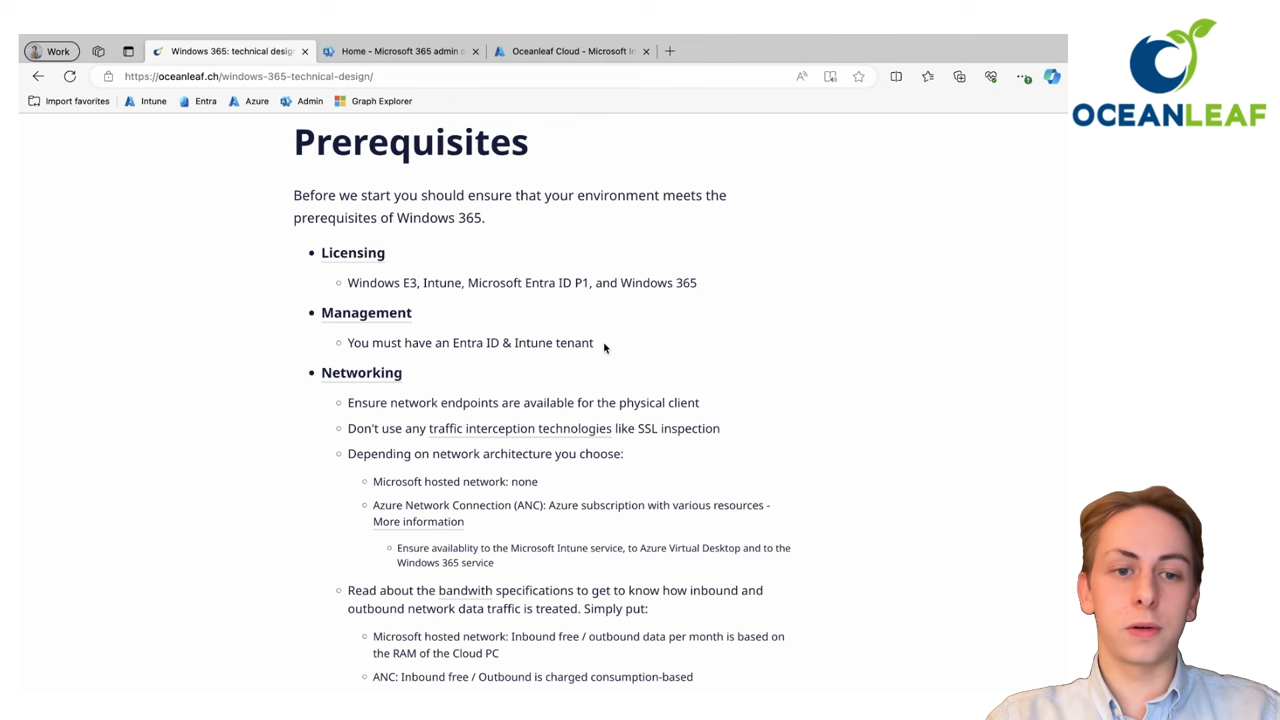 Work
Windows 365: technical desig
Home - Microsoft 365 admin c
Oceanleaf Cloud - Microsoft In
https://oceanleaf.ch/windows-365-technical-design/
Import favorites
Intune
Entra
Azure
Admin
Graph Explorer
OCEANLEAF
Prerequisites
Before we start you should ensure that your environment meets the
prerequisites of Windows 365.
• Licensing
◦ Windows E3, Intune, Microsoft Entra ID P1, and Windows 365
• Management
◦ You must have an Entra ID & Intune tenant
• Networking
◦ Ensure network endpoints are available for the physical client
◦ Don't use any traffic interception technologies like SSL inspection
◦ Depending on network architecture you choose:
◦ Microsoft hosted network: none
◦ Azure Network Connection (ANC): Azure subscription with various resources -
More information
◦ Ensure availablity to the Microsoft Intune service, to Azure Virtual Desktop and to the
Windows 365 service
◦ Read about the bandwith specifications to get to know how inbound and
outbound network data traffic is treated. Simply put:
◦ Microsoft hosted network: Inbound free / outbound data per month is based on
the RAM of the Cloud PC
◦ ANC: Inbound free / Outbound is charged consumption-based